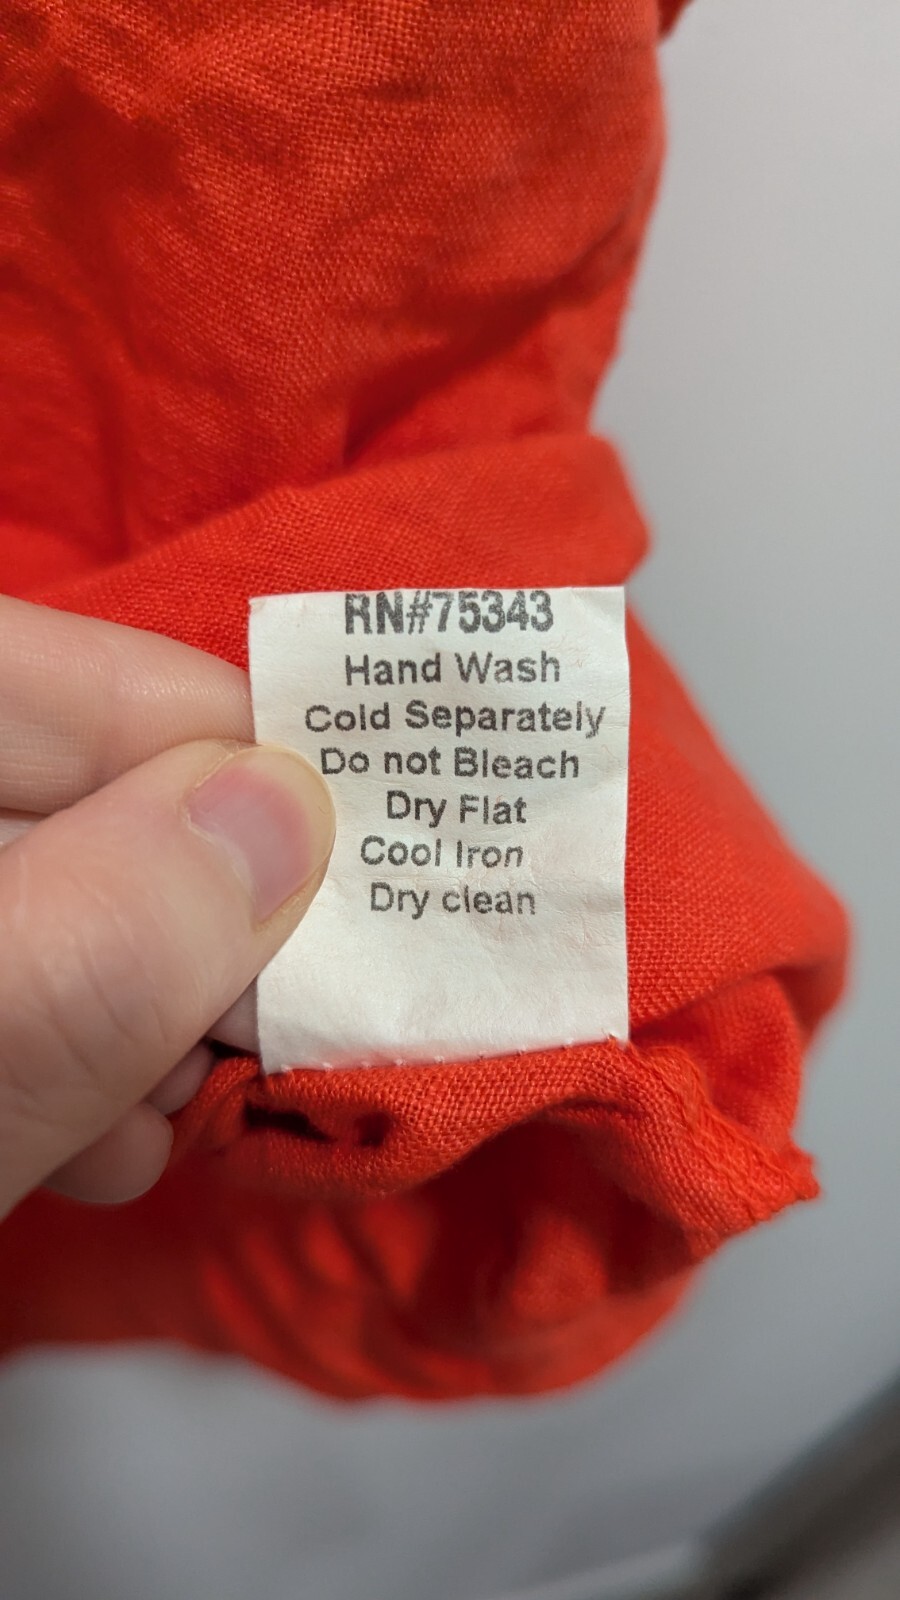 RN#75343
Hand Wash
Cold Separately
Do not Bleach
Dry Flat
Cool Iron
Dry clean